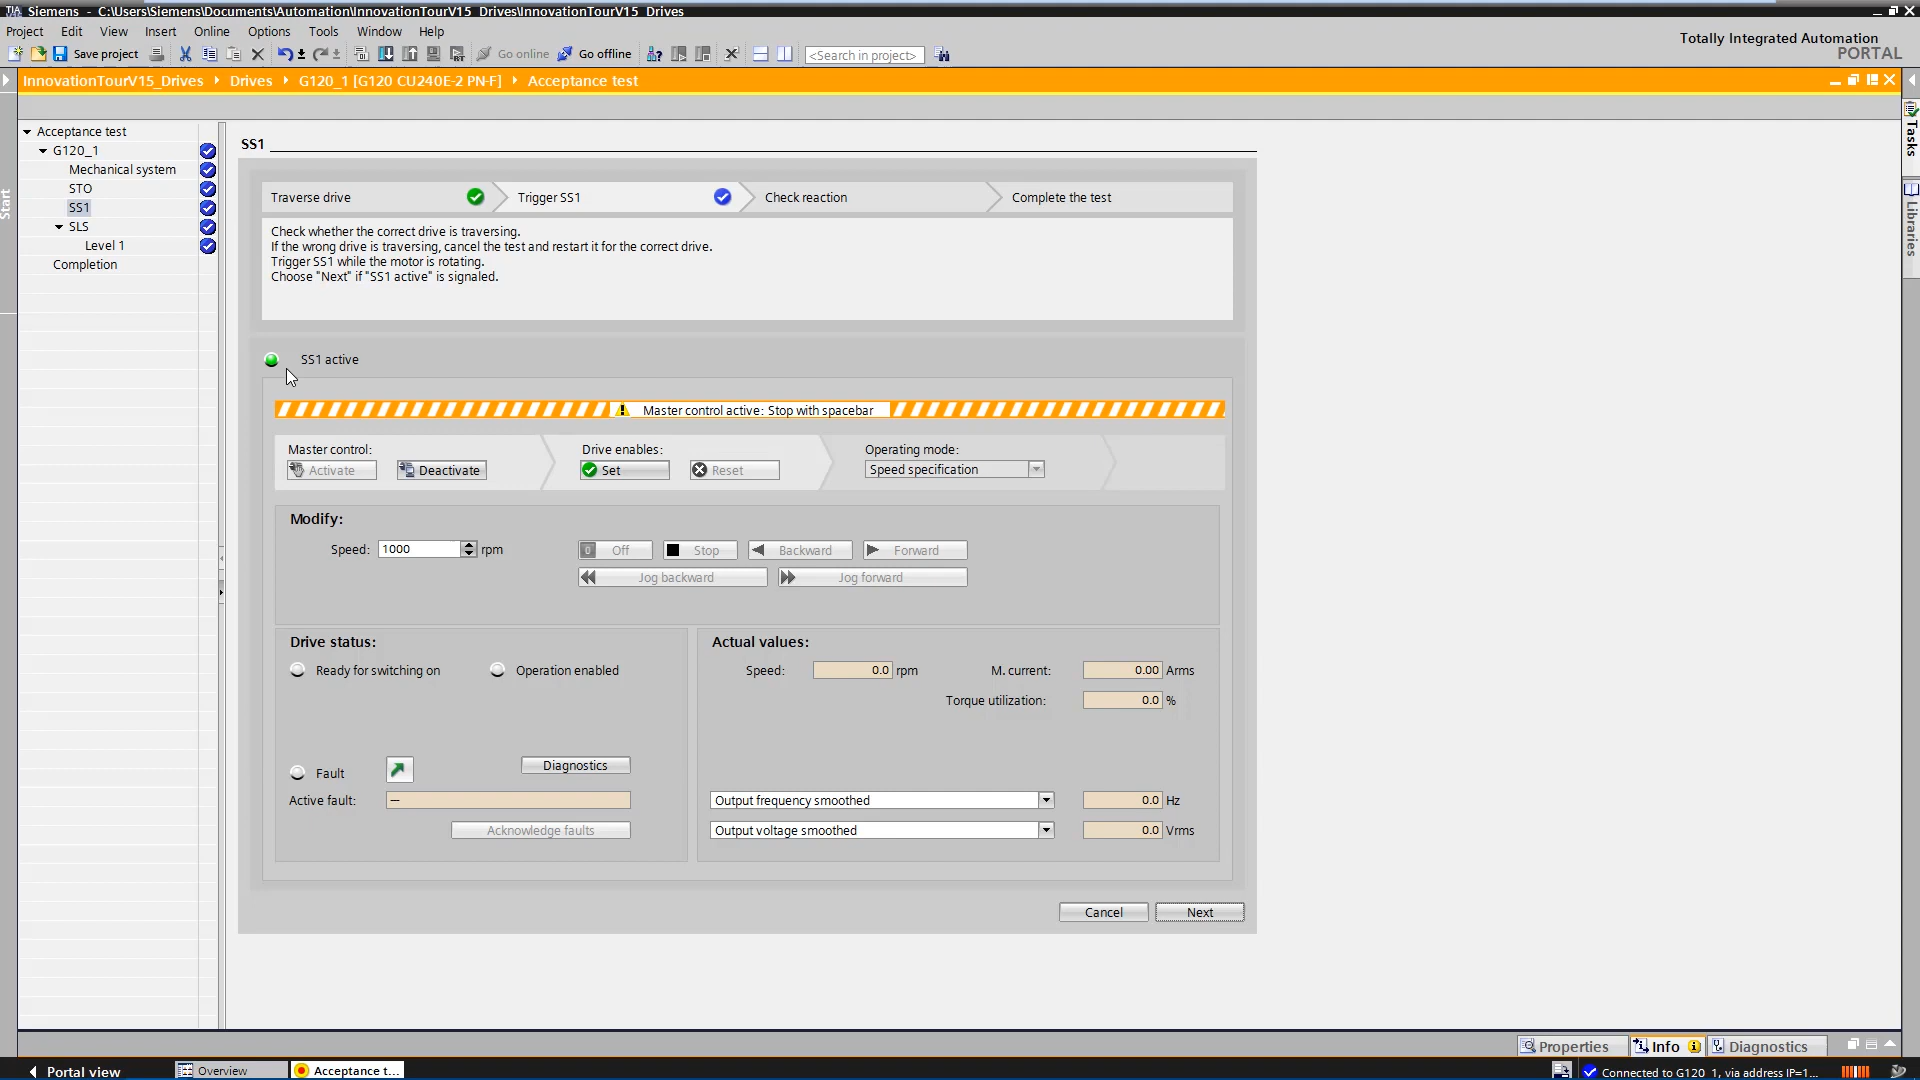 Siemens - C:\Users\Siemens\Documents\Automation\InnovationTourV15_Drives\InnovationTourV15_Drives
Project Edit View Insert Online Options Tools Window Help
Totally Integrated Automation
PORTAL
Save project Go online Go offline <Search in project>
InnovationTourV15_Drives Drives G120_1 [G120 CU240E-2 PN-F] Acceptance test
Start
Tasks
Libraries
Acceptance test
G120_1
Mechanical system
STO
SS1
SLS
Level 1
Completion
SS1
Traverse drive Trigger SS1 Check reaction Complete the test
Check whether the correct drive is traversing.
If the wrong drive is traversing, cancel the test and restart it for the correct drive.
Trigger SS1 while the motor is rotating.
Choose "Next" if "SS1 active" is signaled.
SS1 active
Master control active: Stop with spacebar
Master control: Drive enables: Operating mode:
Activate Deactivate Set Reset Speed specification
Modify:
Speed: 1000 rpm 0 Off Stop Backward Forward
Jog backward Jog forward
Drive status: Actual values:
Ready for switching on Operation enabled Speed: 0.0 rpm M. current: 0.00 Arms
Torque utilization: 0.0 %
Fault Diagnostics
Active fault: --- Output frequency smoothed 0.0 Hz
Acknowledge faults Output voltage smoothed 0.0 Vrms
Cancel Next
Properties Info Diagnostics
Portal view Overview Acceptance t... Connected to G120_1, via address IP=1...